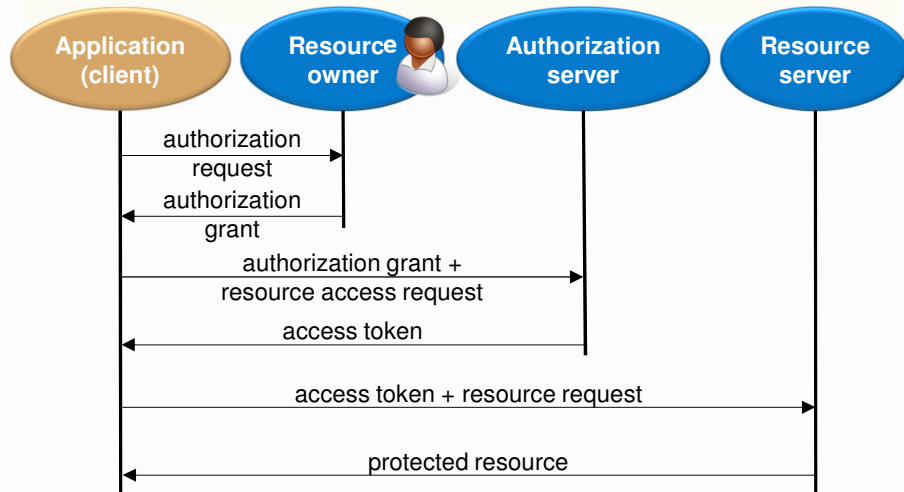 Application
(client)
Resource
owner
Authorization
server
Resource
server
authorization
request
authorization
grant
authorization grant +
resource access request
access token
access token + resource request
protected resource